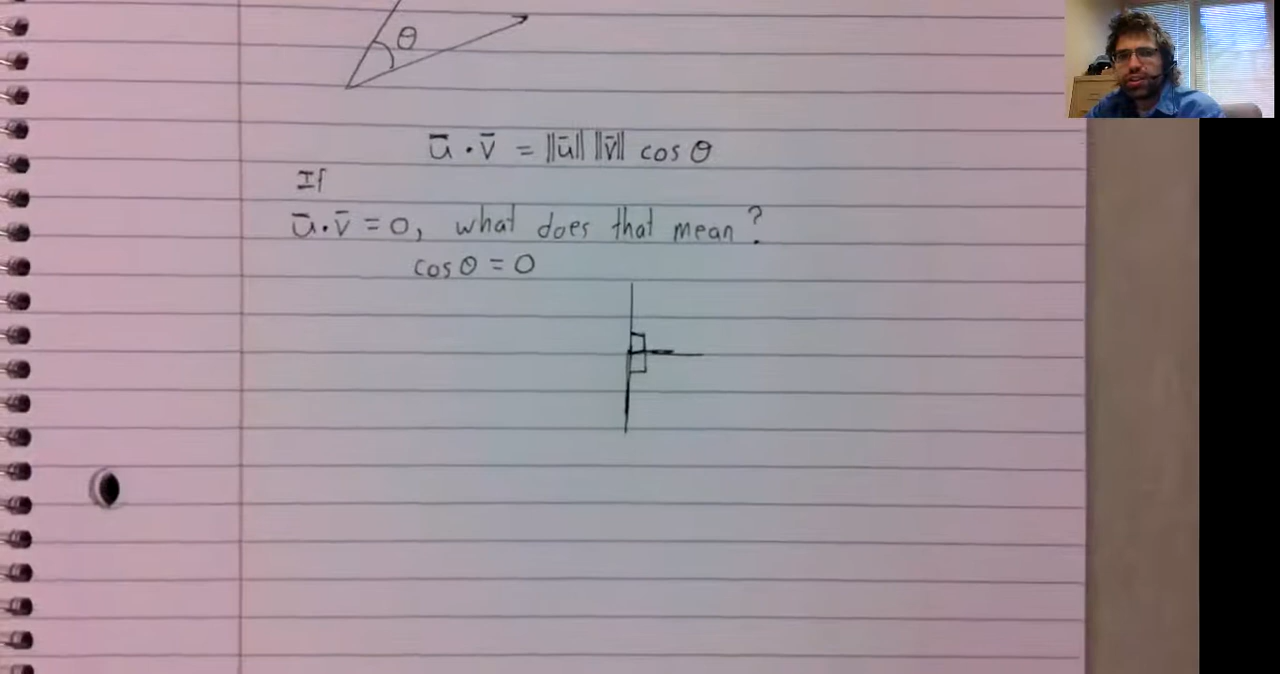 θ
ū · v̄ = ‖ū‖ ‖v̄‖ cos θ
If
ū · v̄ = 0, what does that mean?
cos θ = 0